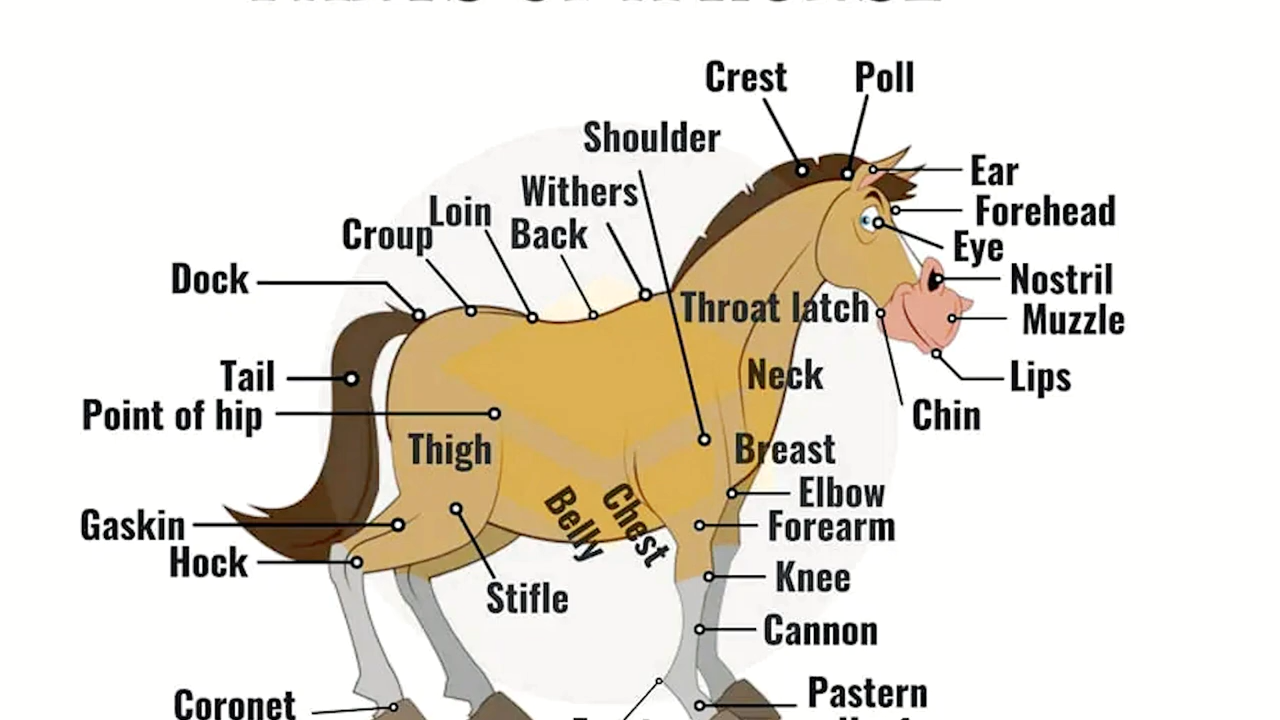 Crest Poll
Shoulder
Withers
Ear
Loin
Forehead
Croup
Back
Eye
Dock
Nostril
Throat latch
Muzzle
Tail
Neck
Lips
Point of hip
Chin
Thigh
Breast
Elbow
Belly
Chest
Gaskin
Forearm
Hock
Knee
Stifle
Cannon
Pastern
Coronet